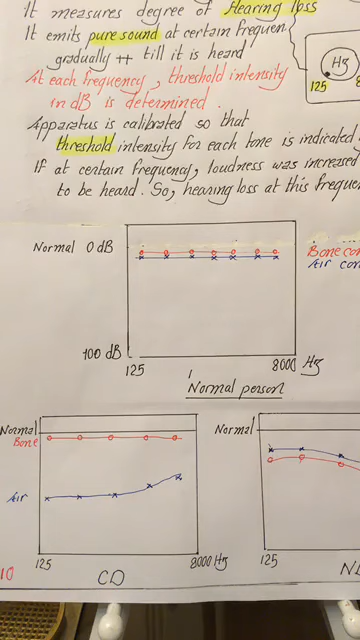 It measures degree of Hearing loss
It emits pure sound at certain frequen
gradually ++ till it is heard
At each frequency, threshold intensity
in dB is determined.
Apparatus is calibrated so that
threshold intensity for each tone is indicated
If at certain frequency, loudness was increased
to be heard. So, hearing loss at this freque
Hz
125
8
Normal 0 dB
Bone con
Air con
100 dB
125
8000 Hz
Normal person
Normal
Bone
Air
125
8000 Hz
CD
10
Normal
125
N